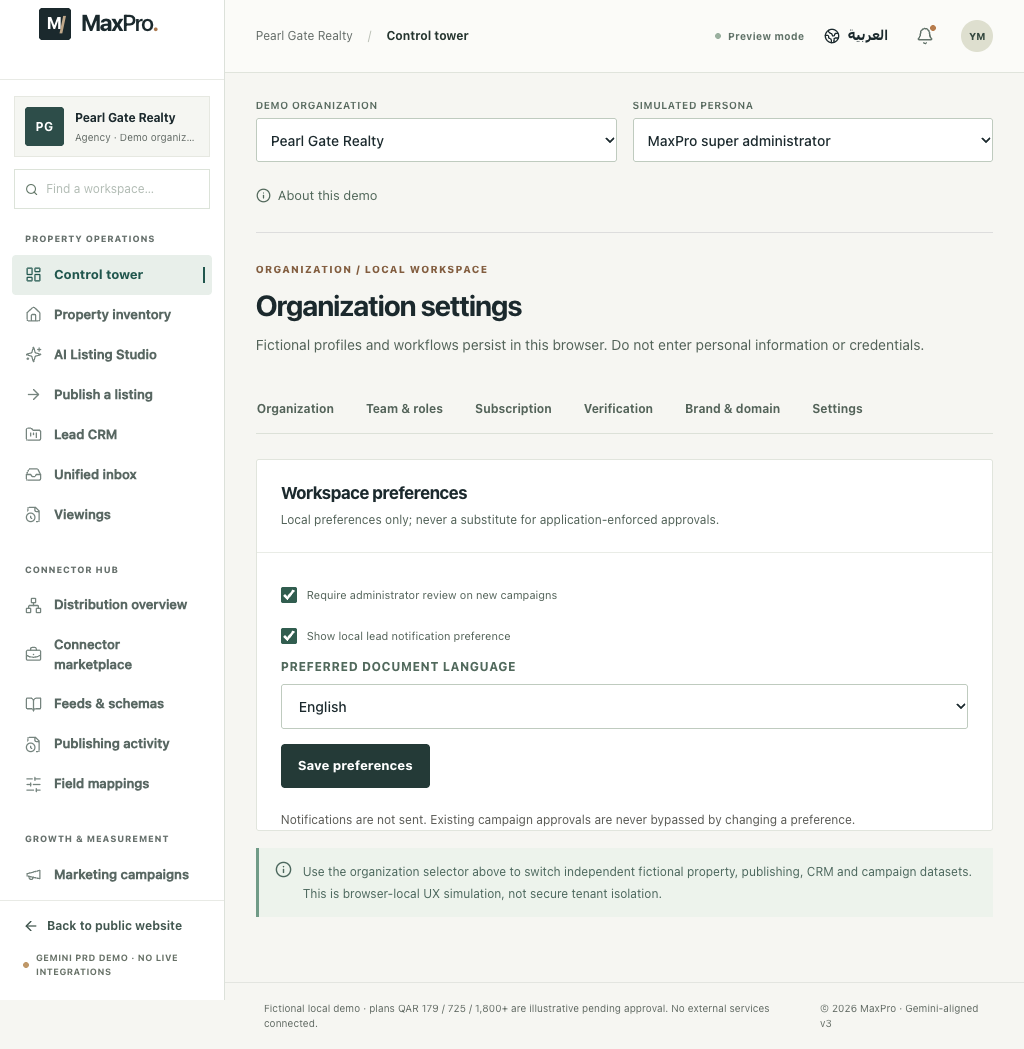 M/ MaxPro.
PG
Pearl Gate Realty
Agency · Demo organiz...
Find a workspace...
PROPERTY OPERATIONS
Control tower
Property inventory
AI Listing Studio
Publish a listing
Lead CRM
Unified inbox
Viewings
CONNECTOR HUB
Distribution overview
Connector
marketplace
Feeds & schemas
Publishing activity
Field mappings
GROWTH & MEASUREMENT
Marketing campaigns
Back to public website
GEMINI PRD DEMO · NO LIVE
INTEGRATIONS
Pearl Gate Realty / Control tower
Preview mode
العربية
YM
DEMO ORGANIZATION
Pearl Gate Realty
SIMULATED PERSONA
MaxPro super administrator
About this demo
ORGANIZATION / LOCAL WORKSPACE
Organization settings
Fictional profiles and workflows persist in this browser. Do not enter personal information or credentials.
Organization Team & roles Subscription Verification Brand & domain Settings
Workspace preferences
Local preferences only; never a substitute for application-enforced approvals.
Require administrator review on new campaigns
Show local lead notification preference
PREFERRED DOCUMENT LANGUAGE
English
Save preferences
Notifications are not sent. Existing campaign approvals are never bypassed by changing a preference.
Use the organization selector above to switch independent fictional property, publishing, CRM and campaign datasets.
This is browser-local UX simulation, not secure tenant isolation.
Fictional local demo · plans QAR 179 / 725 / 1,800+ are illustrative pending approval. No external services
connected.
© 2026 MaxPro · Gemini-aligned
v3